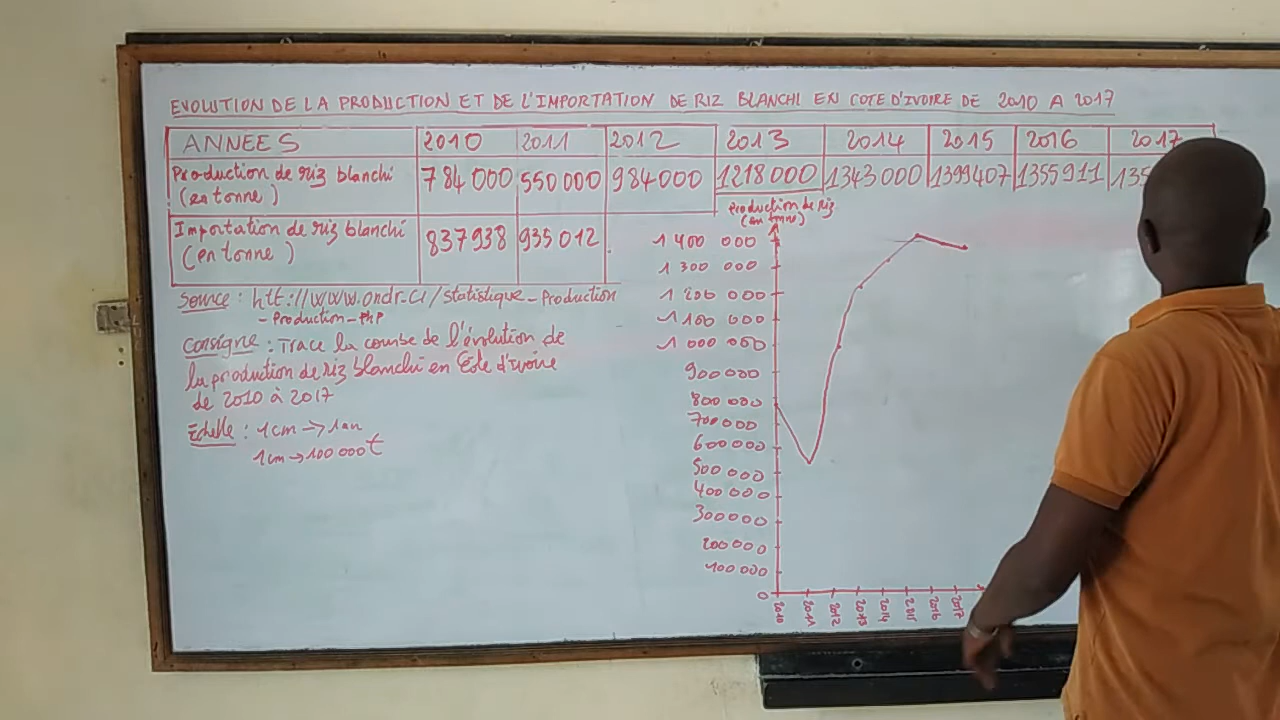 EVOLUTION DE LA PRODUCTION ET DE L'IMPORTATION DE RIZ BLANCHI EN COTE D'IVOIRE DE 2010 A 2017
ANNEES 2010 2011 2012 2013 2014 2015 2016 2017
Production de riz blanchi
(en tonne) 784 000 550 000 984 000 1218 000 1343 000 1399407 1355911 135
Importation de riz blanchi
(en tonne) 837938 935 012
Source : htt://www.ondr.ci/statistique_Production
- Production-PhP
Consigne : Trace la courbe de l'évolution de
la production de riz blanchi en Côte d'Ivoire
de 2010 à 2017
Echelle : 1cm → 1an
1cm → 100 000 t
Production de riz
(en tonne)
1 400 000
1 300 000
1 200 000
1 100 000
1 000 000
900 000
800 000
700 000
600 000
500 000
400 000
300 000
200 000
100 000
0
2010 2011 2012 2013 2014 2015 2016 2017